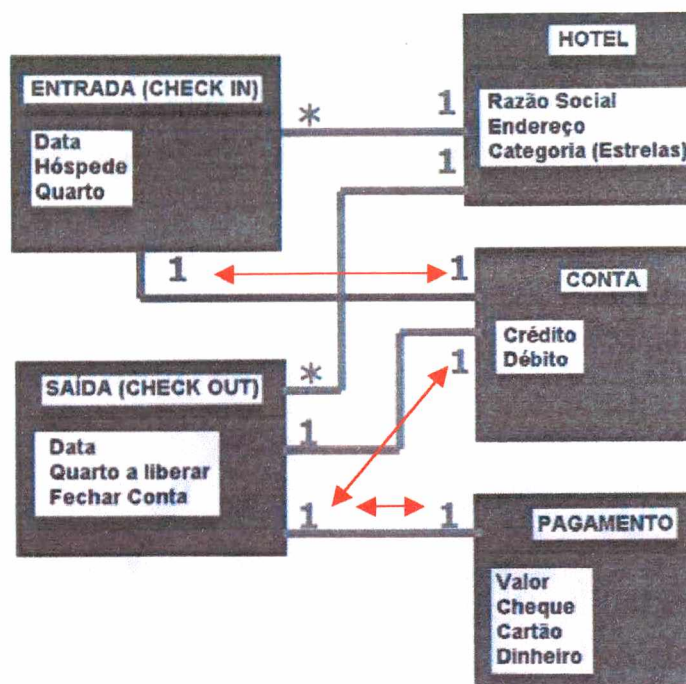 HOTEL
ENTRADA (CHECK IN)
Razão Social
Endereço
Categoria (Estrelas)
* 1
Data
Hóspede
Quarto
1
1 1
CONTA
Crédito
Débito
SAÍDA (CHECK OUT)
* 1
1
Data
Quarto a liberar
Fechar Conta
1 1
PAGAMENTO
Valor
Cheque
Cartão
Dinheiro